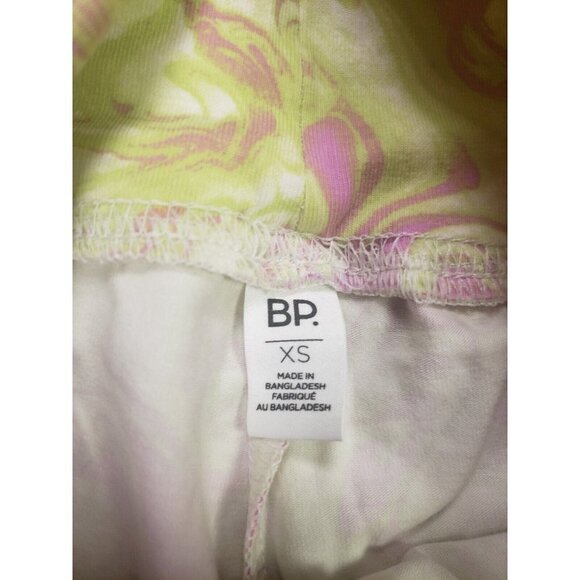 BP.
XS
MADE IN
BANGLADESH
FABRIQUÉ
AU BANGLADESH